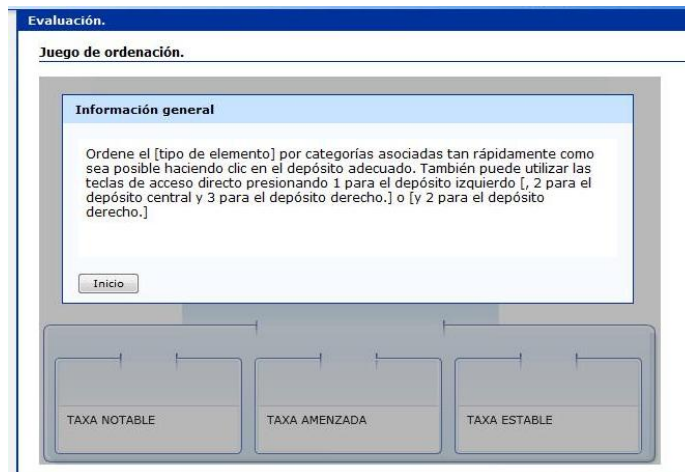 Evaluación.
Juego de ordenación.
Información general
Ordene el [tipo de elemento] por categorías asociadas tan rápidamente como
sea posible haciendo clic en el depósito adecuado. También puede utilizar las
teclas de acceso directo presionando 1 para el depósito izquierdo [, 2 para el
depósito central y 3 para el depósito derecho.] o [y 2 para el depósito
derecho.]
Inicio
TAXA NOTABLE
TAXA AMENZADA
TAXA ESTABLE